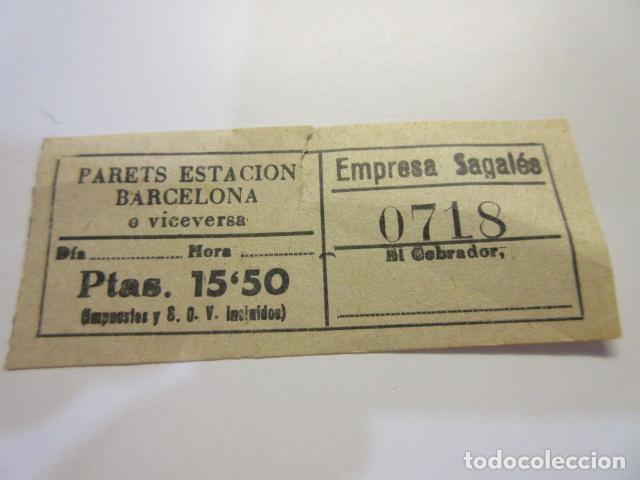 PARETS ESTACION
BARCELONA
o viceversa
Día Hora
Ptas. 15'50
(Impuestos y S. O. V. incluidos)
Empresa Sagalés
0718
El Cobrador,
todocoleccion